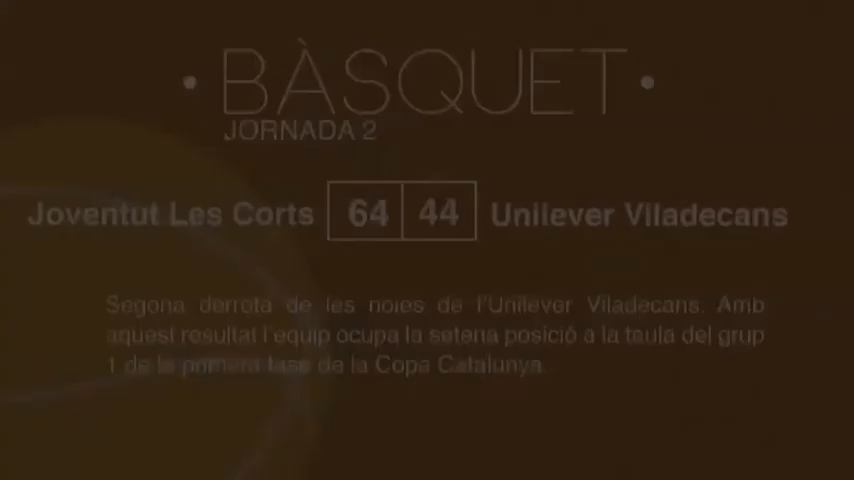 • BÀSQUET •
JORNADA 2
Joventut Les Corts 64 44 Unilever Viladecans
Segona derrota de les noies de l'Unilever Viladecans. Amb
aquest resultat l'equip ocupa la setena posició a la taula del grup
1 de la primera fase de la Copa Catalunya.